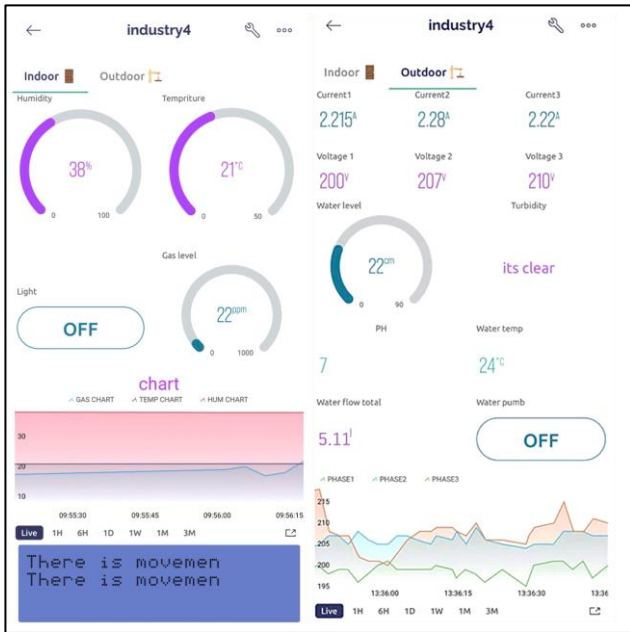 industry4
Indoor Outdoor
Humidity Tempriture
38% 21°C
0 100 0 50
Gas level
Light
OFF
22ppm
0 1000
chart
GAS CHART TEMP CHART HUM CHART
30
20
10
09:55:30 09:55:45 09:56:00 09:56:15
Live 1H 6H 1D 1W 1M 3M
There is movemen
There is movemen
industry4
Indoor Outdoor
Current1 Current2 Current3
2.215A 2.28A 2.22A
Voltage 1 Voltage 2 Voltage 3
200V 207V 210V
Water level Turbidity
22cm its clear
0 90
PH Water temp
7 24°C
Water flow total Water pumb
5.11l OFF
PHASE1 PHASE2 PHASE3
215
210
205
200
195
13:36:00 13:36:15 13:36:30 13:36
Live 1H 6H 1D 1W 1M 3M